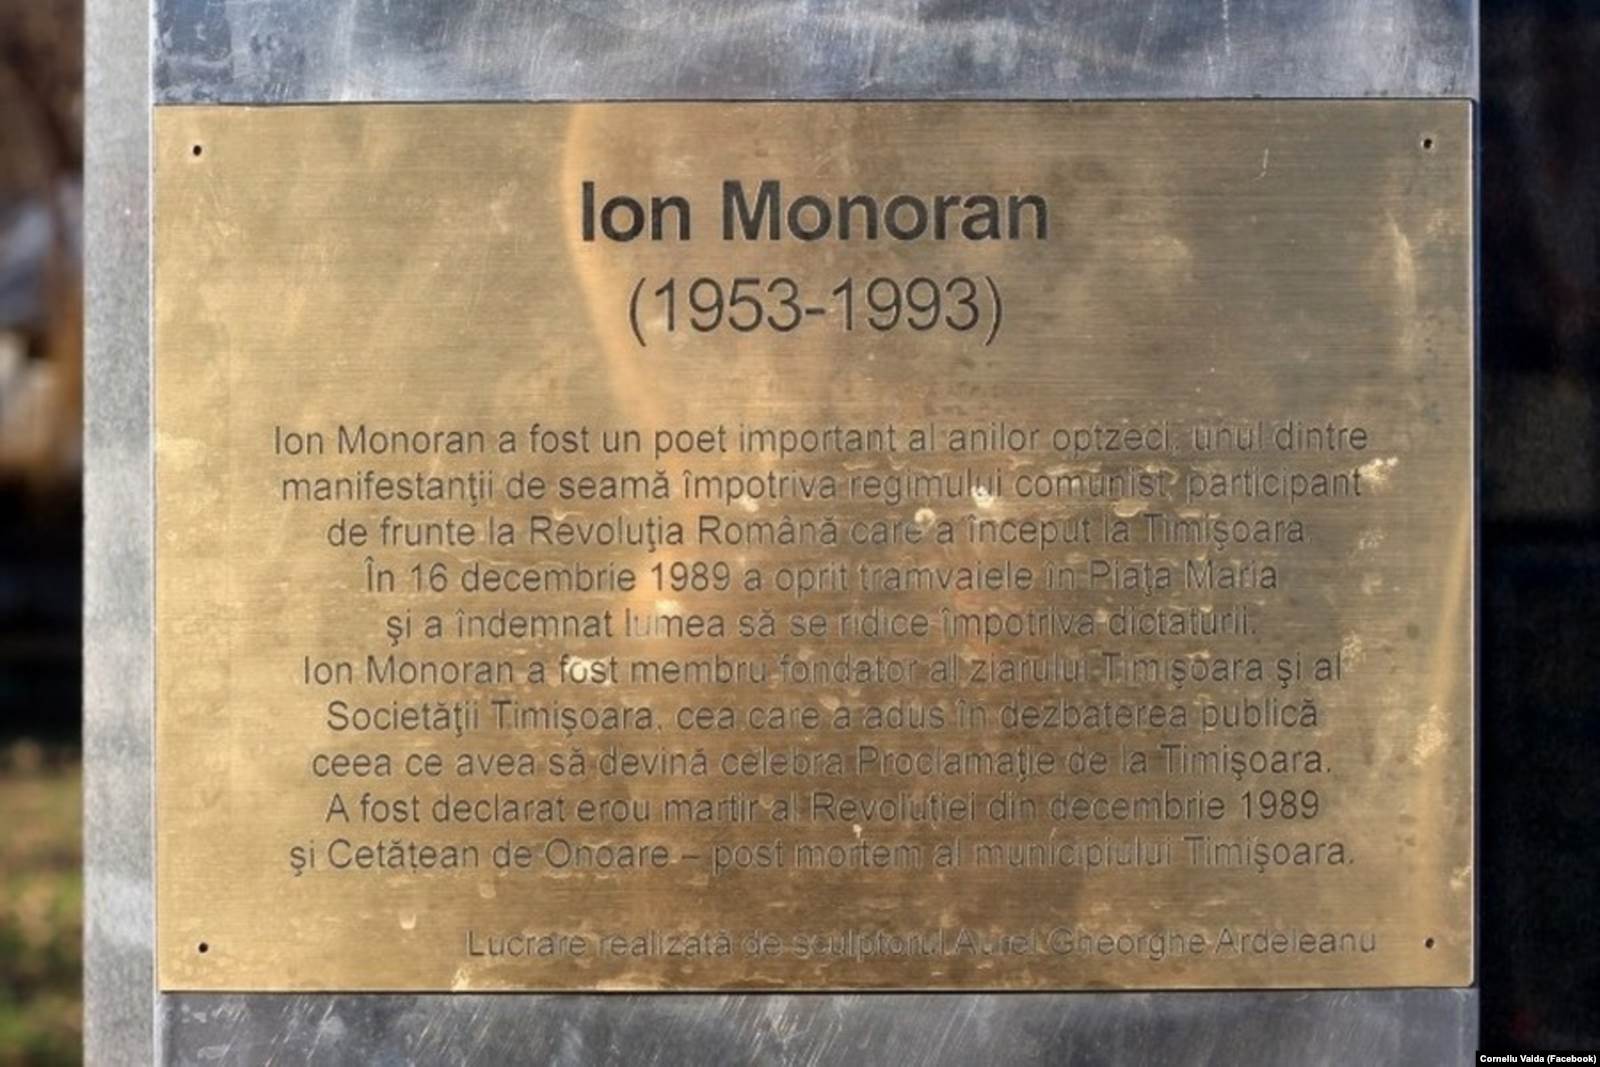 Ion Monoran
(1953-1993)
Ion Monoran a fost un poet important al anilor optzeci, unul dintre
manifestanţii de seamă împotriva regimului comunist, participant
de frunte la Revoluţia Română care a început la Timişoara.
În 16 decembrie 1989 a oprit tramvaiele în Piaţa Maria
şi a îndemnat lumea să se ridice împotriva dictaturii.
Ion Monoran a fost membru fondator al ziarului Timişoara şi al
Societăţii Timişoara, cea care a adus în dezbaterea publică
ceea ce avea să devină celebra Proclamaţie de la Timişoara.
A fost declarat erou martir al Revoluţiei din decembrie 1989
şi Cetăţean de Onoare – post mortem al municipiului Timişoara.
Lucrare realizată de sculptorul Aurel Gheorghe Ardeleanu
Corneliu Vaida (Facebook)